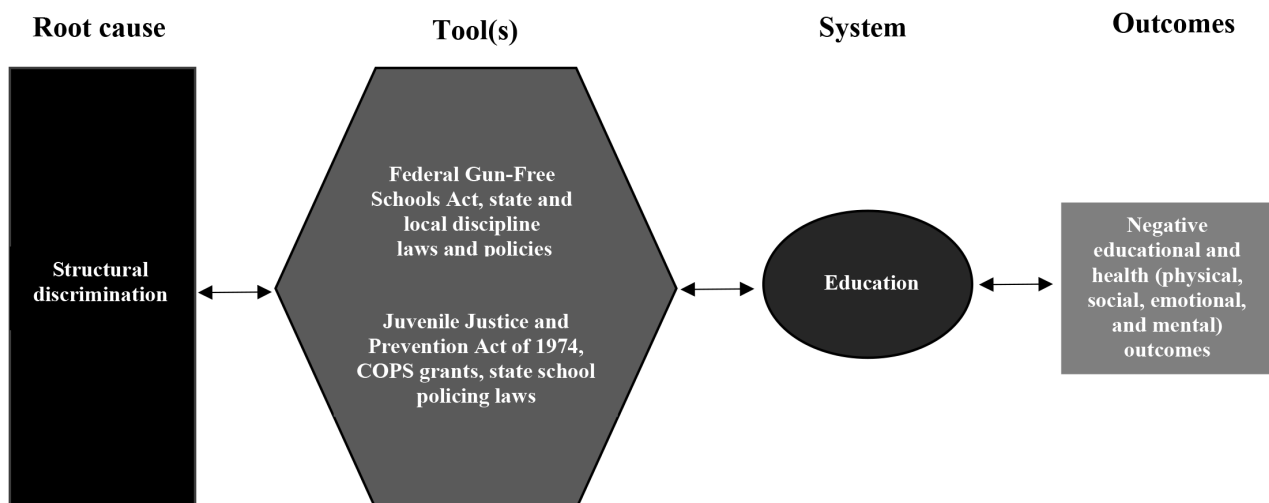 Root cause
Tool(s)
System
Outcomes
Structural
discrimination
Federal Gun-Free
Schools Act, state and
local discipline
laws and policies
Juvenile Justice and
Prevention Act of 1974,
COPS grants, state school
policing laws
Education
Negative
educational and
health (physical,
social, emotional,
and mental)
outcomes